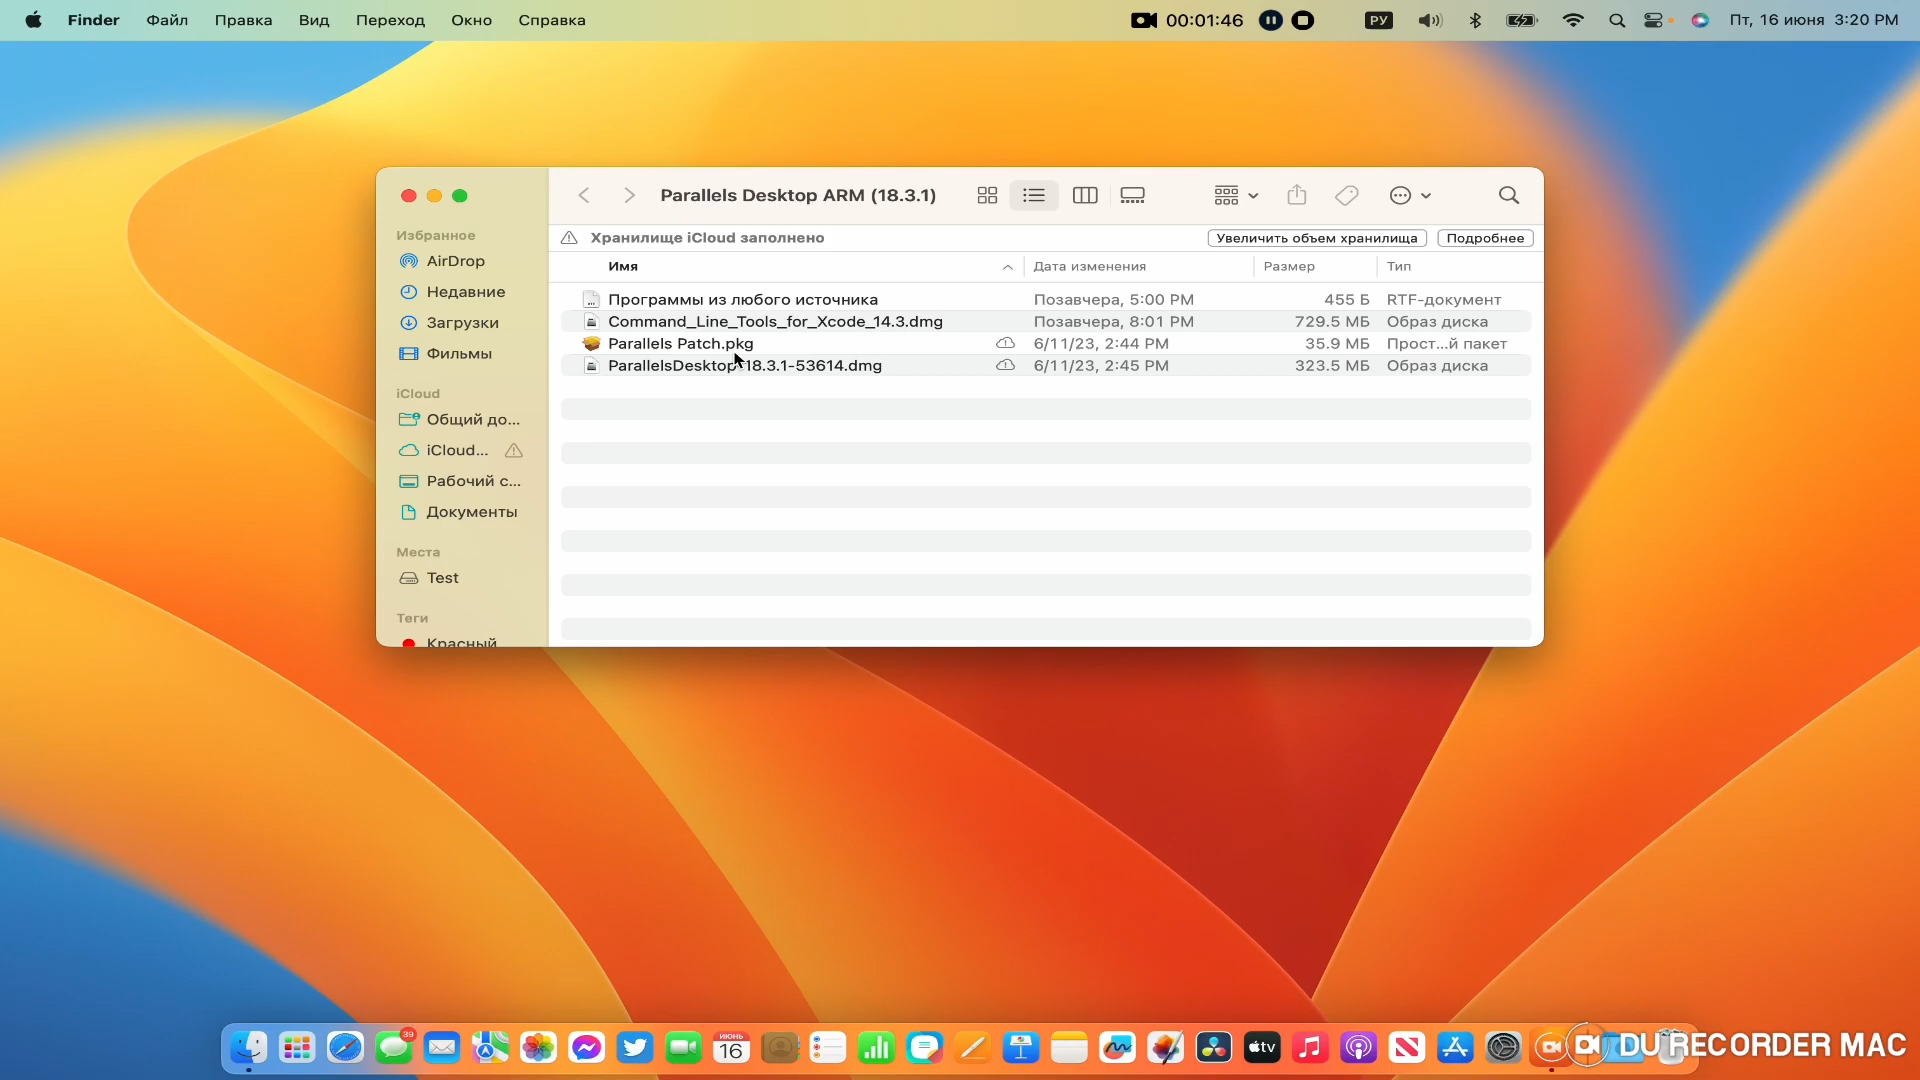 Finder Файл Правка Вид Переход Окно Справка 00:01:46 РУ Пт, 16 июня 3:20 PM
Parallels Desktop ARM (18.3.1)
Хранилище iCloud заполнено Увеличить объем хранилища Подробнее
Имя Дата изменения Размер Тип
Программы из любого источника Позавчера, 5:00 PM 455 Б RTF-документ
Command_Line_Tools_for_Xcode_14.3.dmg Позавчера, 8:01 PM 729.5 МБ Образ диска
Parallels Patch.pkg 6/11/23, 2:44 PM 35.9 МБ Прост...й пакет
ParallelsDesktop-18.3.1-53614.dmg 6/11/23, 2:45 PM 323.5 МБ Образ диска
Избранное
AirDrop
Недавние
Загрузки
Фильмы
iCloud
Общий до...
iCloud...
Рабочий с...
Документы
Места
Test
Теги
Красный
39
ИЮНЬ
16
tv
DU RECORDER MAC